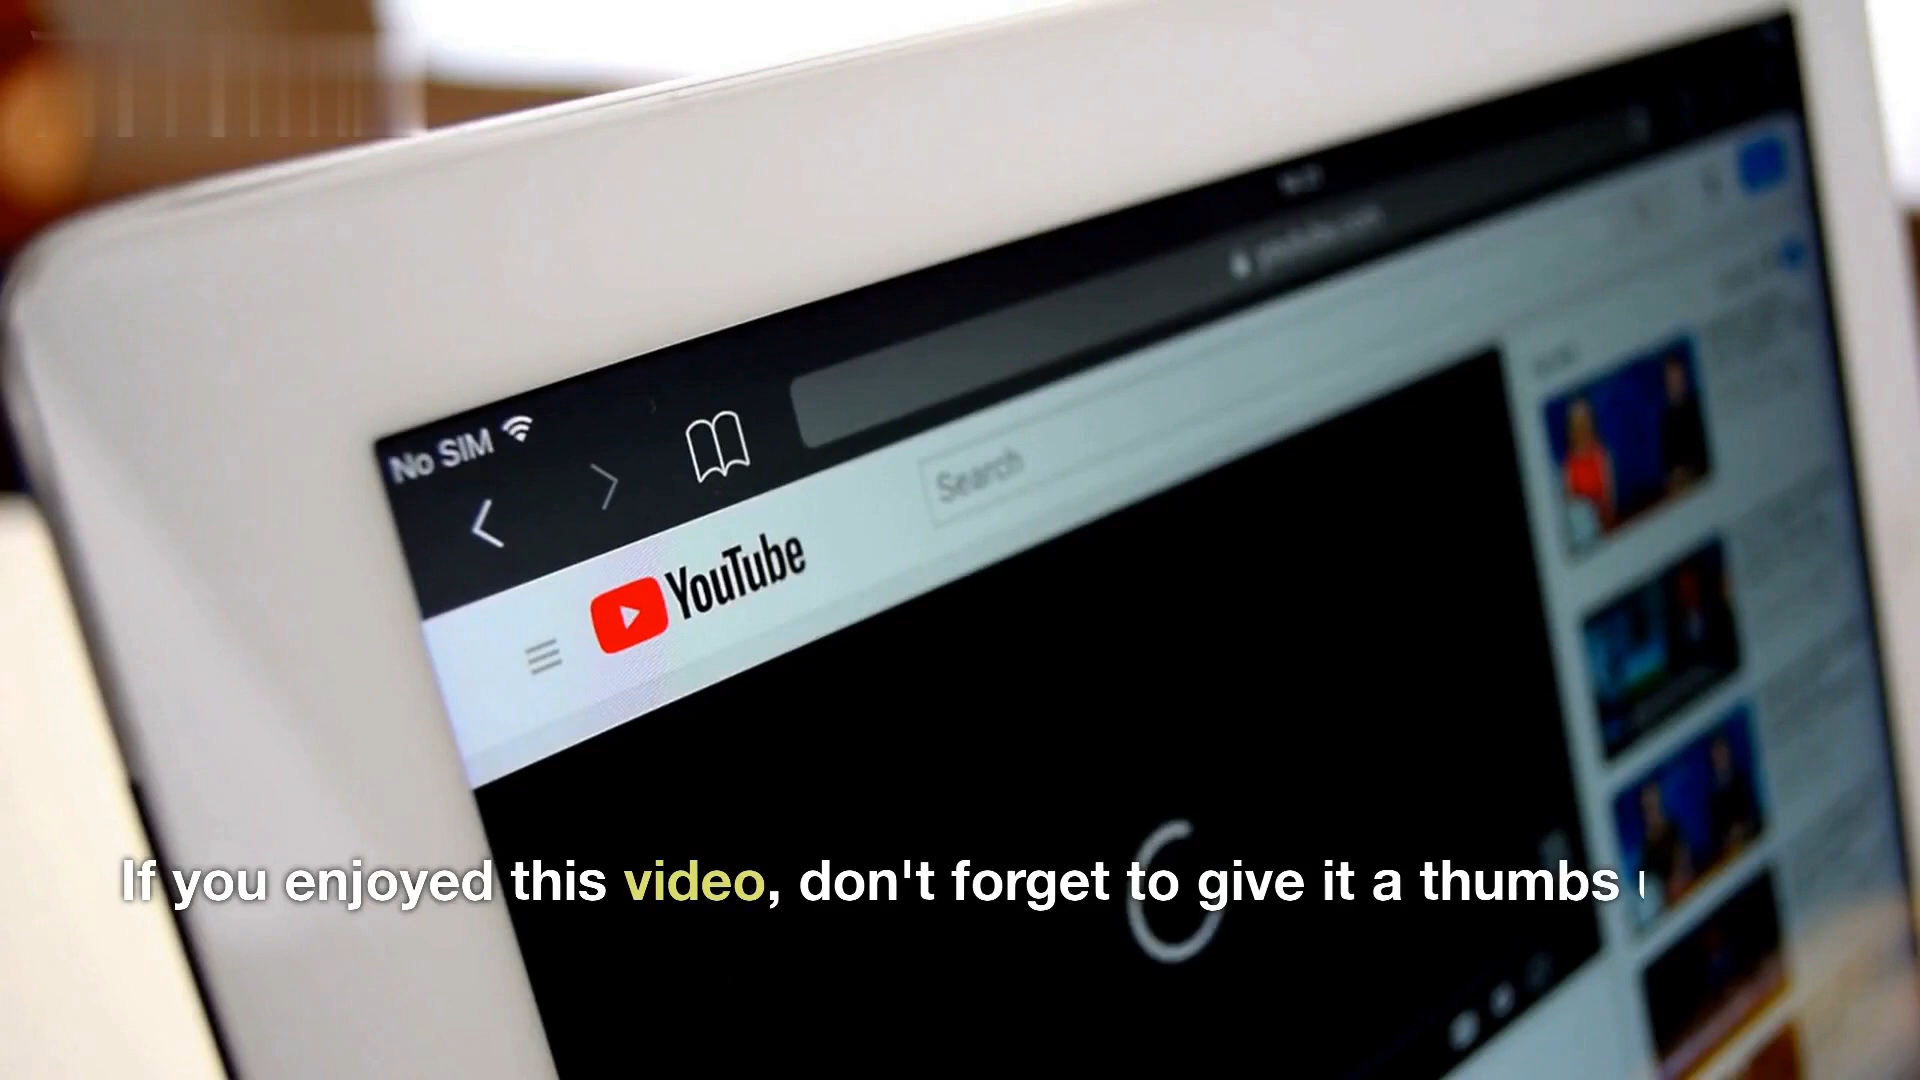 No SIM
Search
YouTube
If you enjoyed this video, don't forget to give it a thumbs